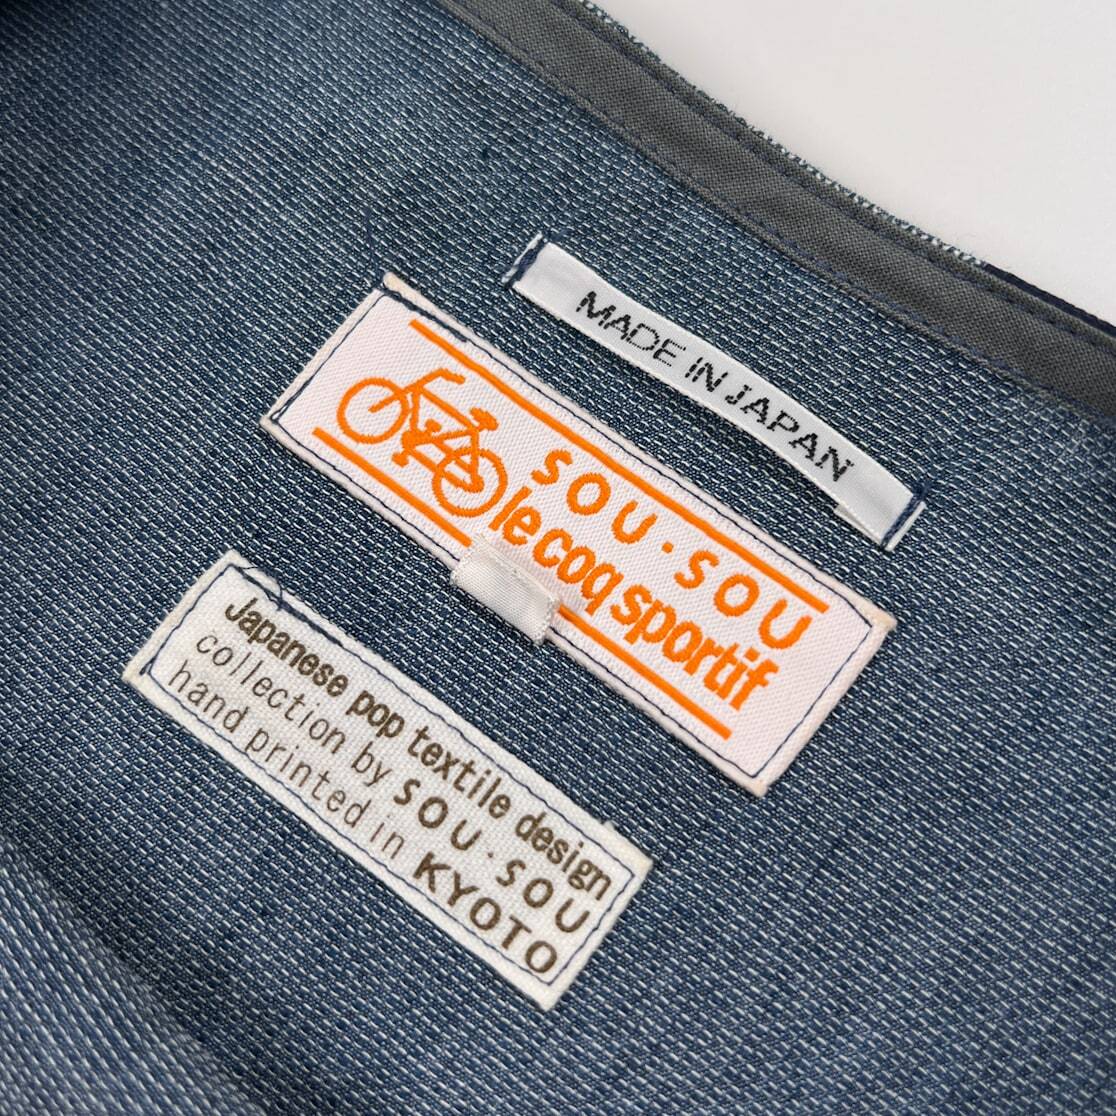 MADE IN JAPAN
SOU・SOU
le coq sportif
Japanese pop textile design
collection by SOU・SOU
hand printed in KYOTO